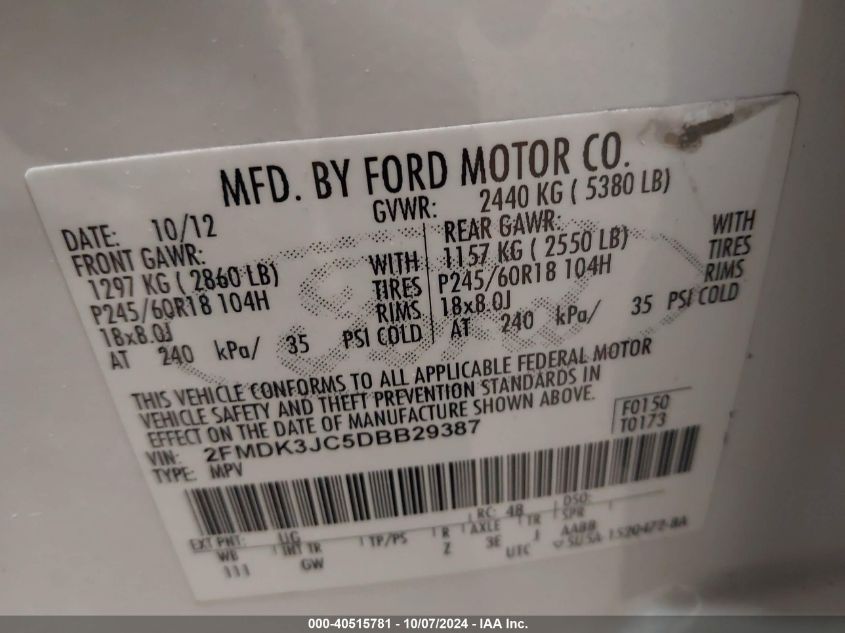 MFD. BY FORD MOTOR CO.
DATE: 10/12 GVWR: 2440 KG ( 5380 LB)
FRONT GAWR:
1297 KG ( 2860 LB) WITH
P245/60R18 104H TIRES
18x8.0J RIMS
AT 240 kPa/ 35 PSI COLD
REAR GAWR:
1157 KG ( 2550 LB) WITH
P245/60R18 104H TIRES
18x8.0J RIMS
AT 240 kPa/ 35 PSI COLD
THIS VEHICLE CONFORMS TO ALL APPLICABLE FEDERAL MOTOR
VEHICLE SAFETY AND THEFT PREVENTION STANDARDS IN
EFFECT ON THE DATE OF MANUFACTURE SHOWN ABOVE.
VIN: 2FMDK3JC5DBB29387
TYPE: MPV
F0150
T0173
EXT PNT: UG RC: 48 DSO:
WB INT TR TP/PS R AXLE TR SPR
GW Z 3E J AABB
UTC SUSA 1520472-BA
000-40515781 - 10/07/2024 - IAA Inc.